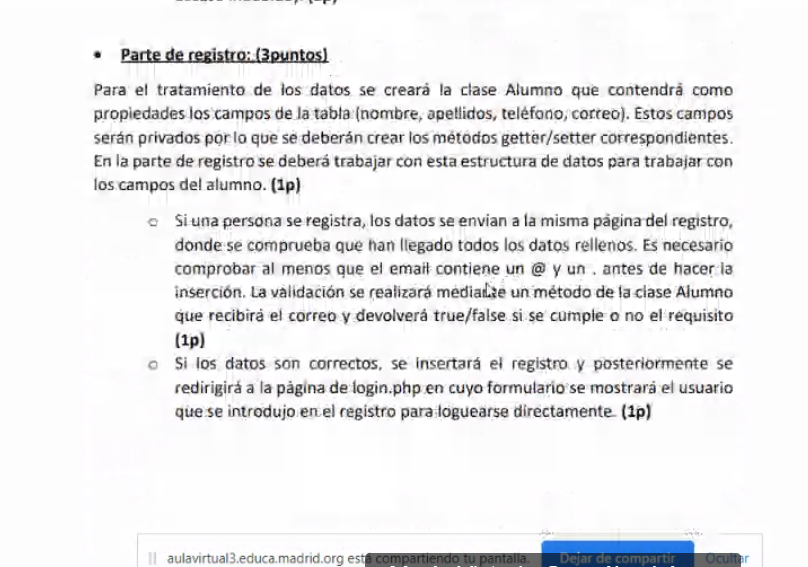 • Parte de registro: (3puntos)
Para el tratamiento de los datos se creará la clase Alumno que contendrá como
propiedades los campos de la tabla (nombre, apellidos, teléfono, correo). Estos campos
serán privados por lo que se deberán crear los métodos getter/setter correspondientes.
En la parte de registro se deberá trabajar con esta estructura de datos para trabajar con
los campos del alumno. (1p)
o Si una persona se registra, los datos se envían a la misma página del registro,
donde se comprueba que han llegado todos los datos rellenos. Es necesario
comprobar al menos que el email contiene un @ y un . antes de hacer la
inserción. La validación se realizará mediante un método de la clase Alumno
que recibirá el correo y devolverá true/false si se cumple o no el requisito
(1p)
o Si los datos son correctos, se insertará el registro y posteriormente se
redirigirá a la página de login.php en cuyo formulario se mostrará el usuario
que se introdujo en el registro para loguearse directamente. (1p)
aulavirtual3.educa.madrid.org está compartiendo tu pantalla. Dejar de compartir Ocultar